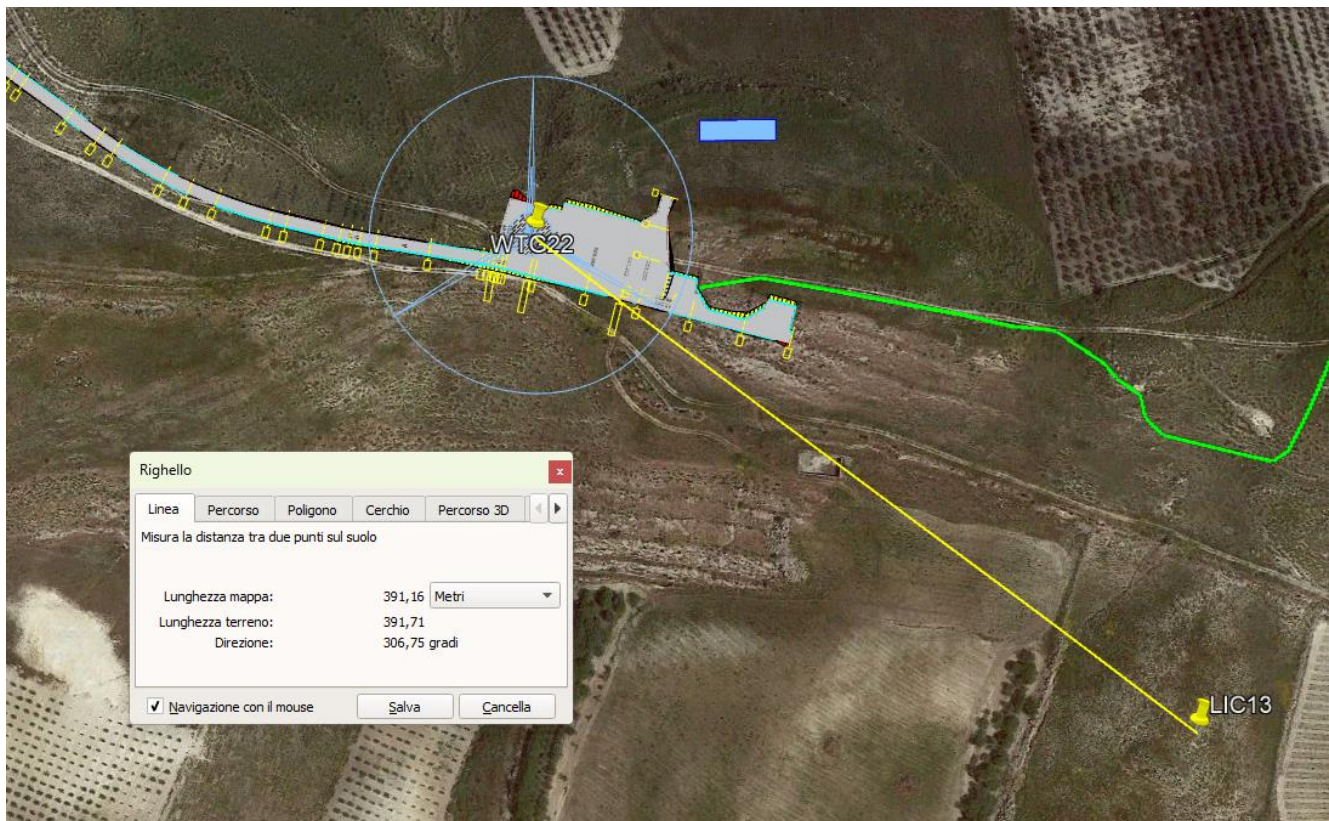 WTG22
Righello
Linea
Percorso
Poligono
Cerchio
Percorso 3D
Misura la distanza tra due punti sul suolo
Lunghezza mappa: 391,16 Metri
Lunghezza terreno: 391,71
Direzione: 306,75 gradi
Navigazione con il mouse
Salva
Cancella
LIC13